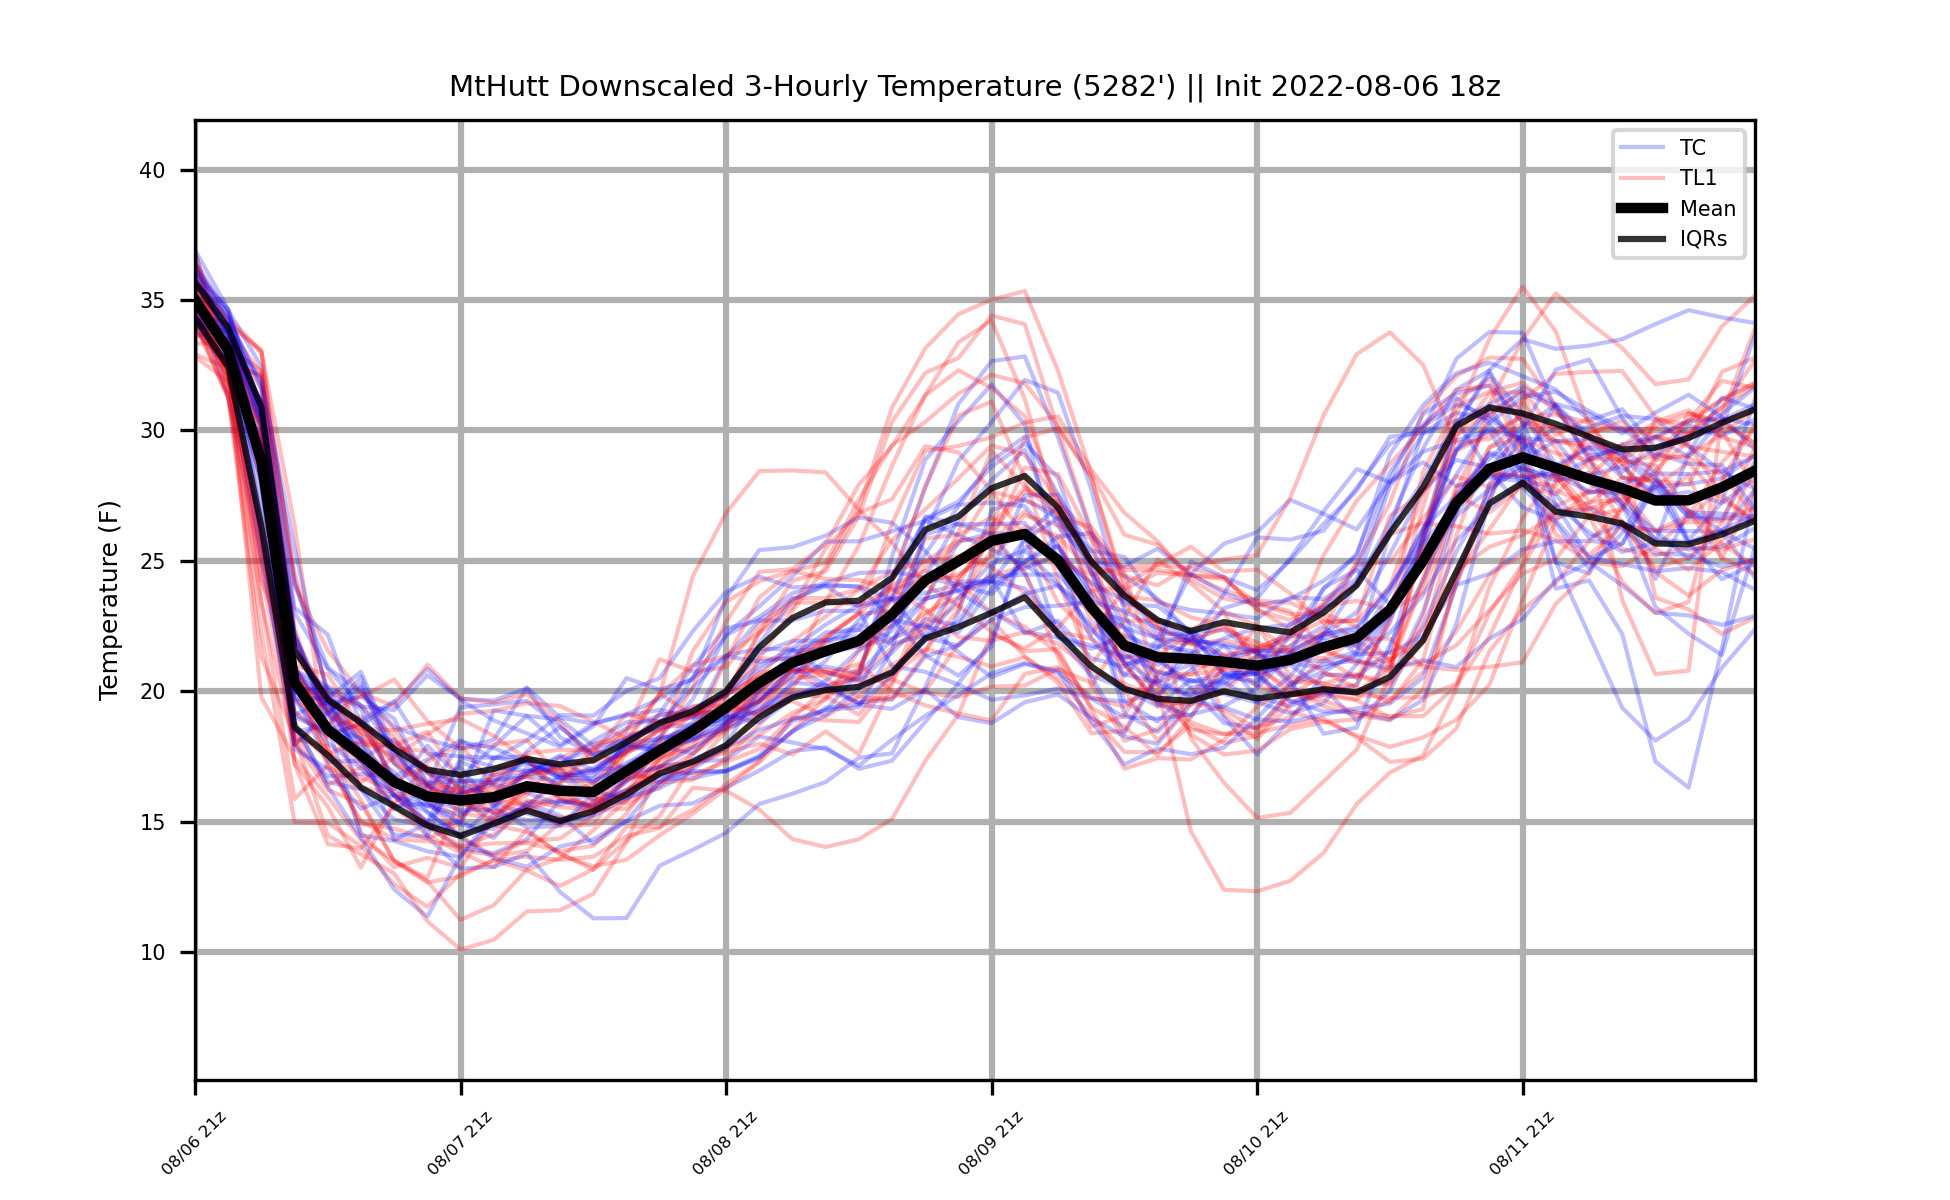 MtHutt Downscaled 3-Hourly Temperature (5282') || Init 2022-08-06 18z
TC
TL1
Mean
IQRs
Temperature (F)
40
35
30
25
20
15
10
08/06 21z
08/07 21z
08/08 21z
08/09 21z
08/10 21z
08/11 21z